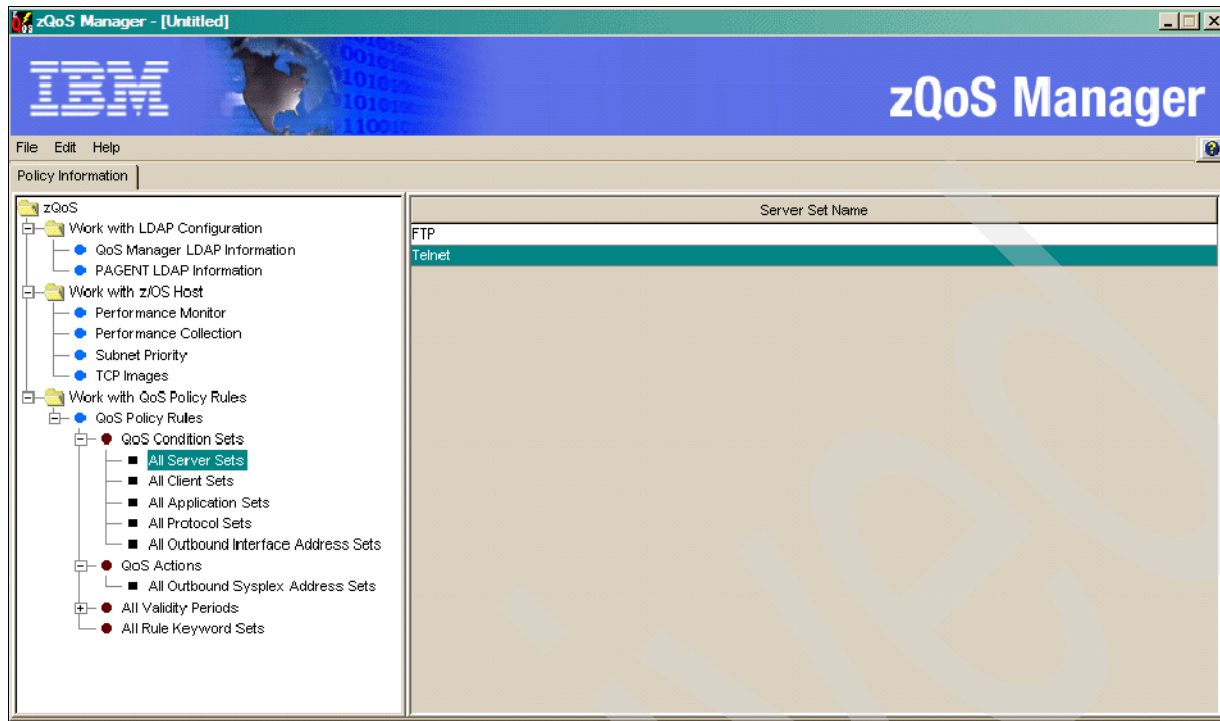 zQoS Manager - [Untitled]
IBM
zQoS Manager
File Edit Help
Policy Information
zQoS
Work with LDAP Configuration
QoS Manager LDAP Information
PAGENT LDAP Information
Work with z/OS Host
Performance Monitor
Performance Collection
Subnet Priority
TCP Images
Work with QoS Policy Rules
QoS Policy Rules
QoS Condition Sets
All Server Sets
All Client Sets
All Application Sets
All Protocol Sets
All Outbound Interface Address Sets
QoS Actions
All Outbound Sysplex Address Sets
All Validity Periods
All Rule Keyword Sets
Server Set Name
FTP
Telnet